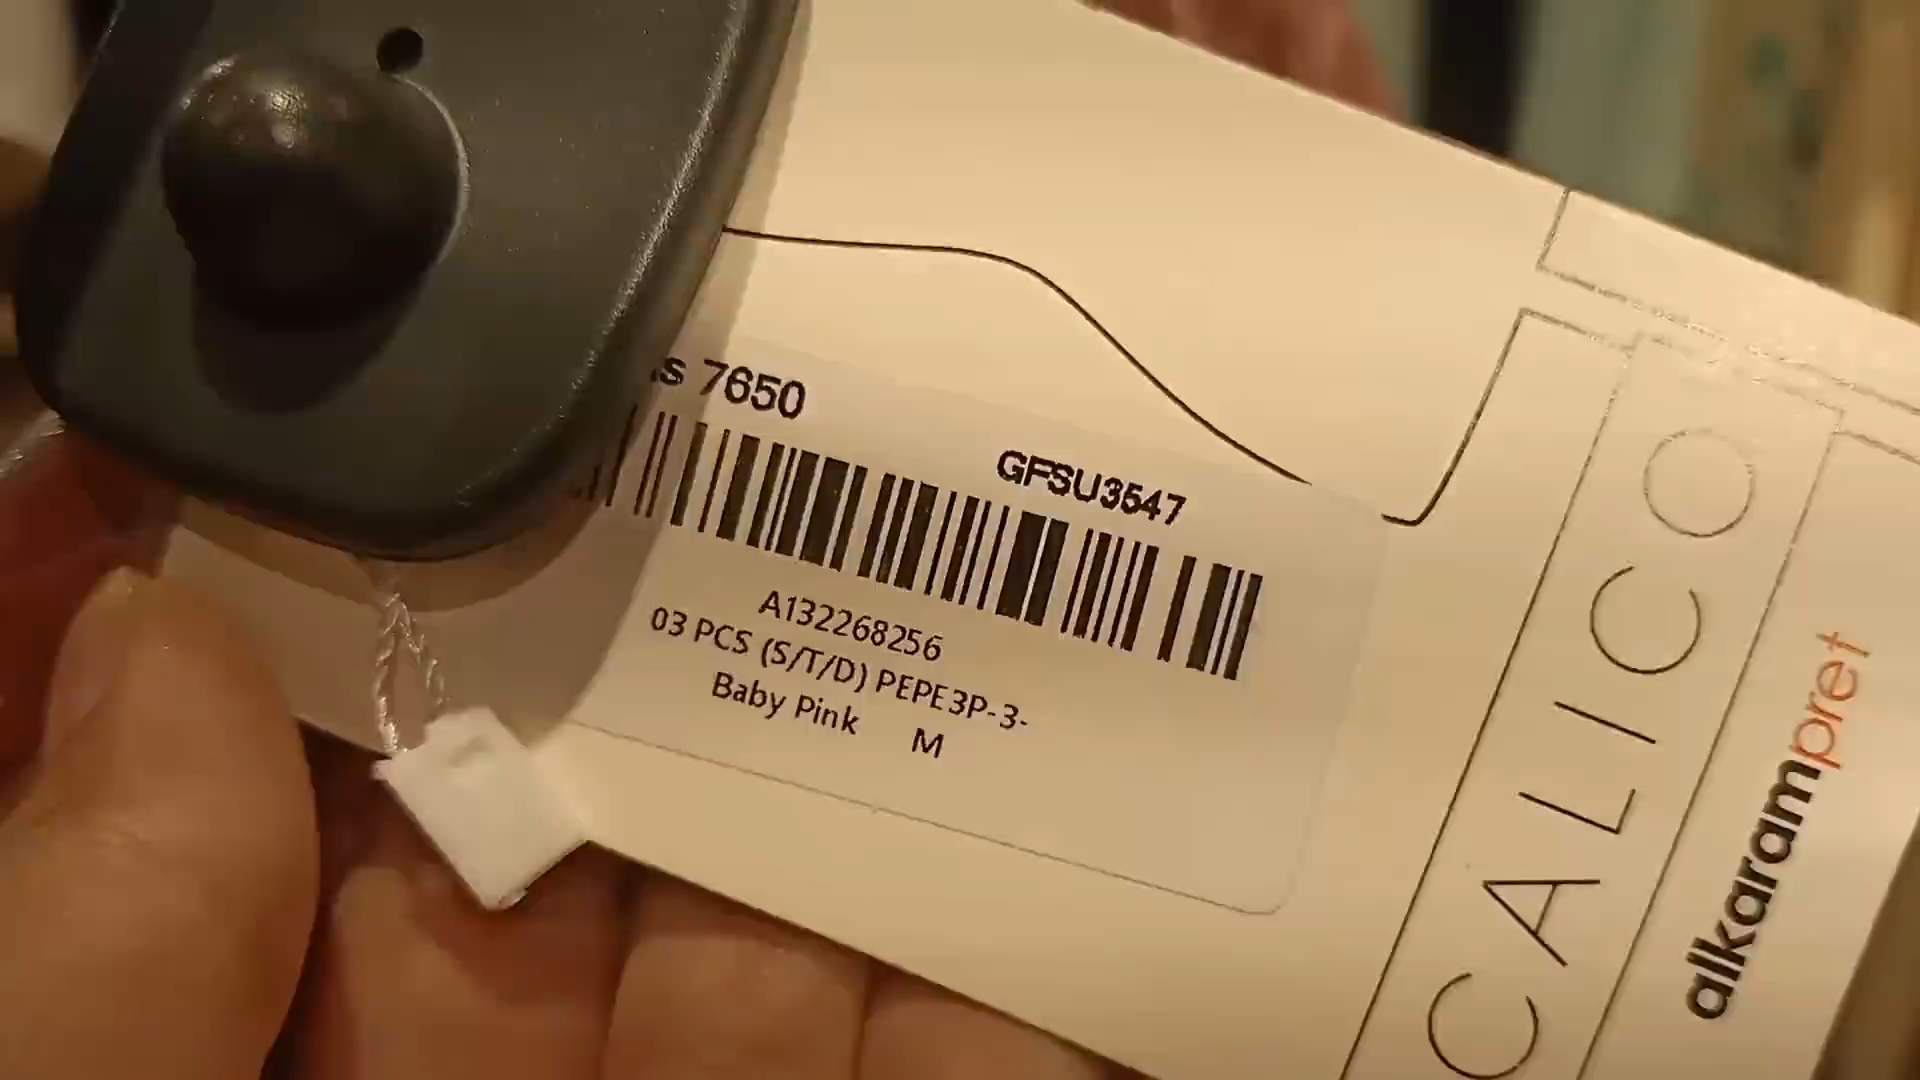 s 7650
GFSU3547
A132268256
03 PCS (S/T/D) PEPE3P-3-
Baby Pink M
CALICO
alkarampret